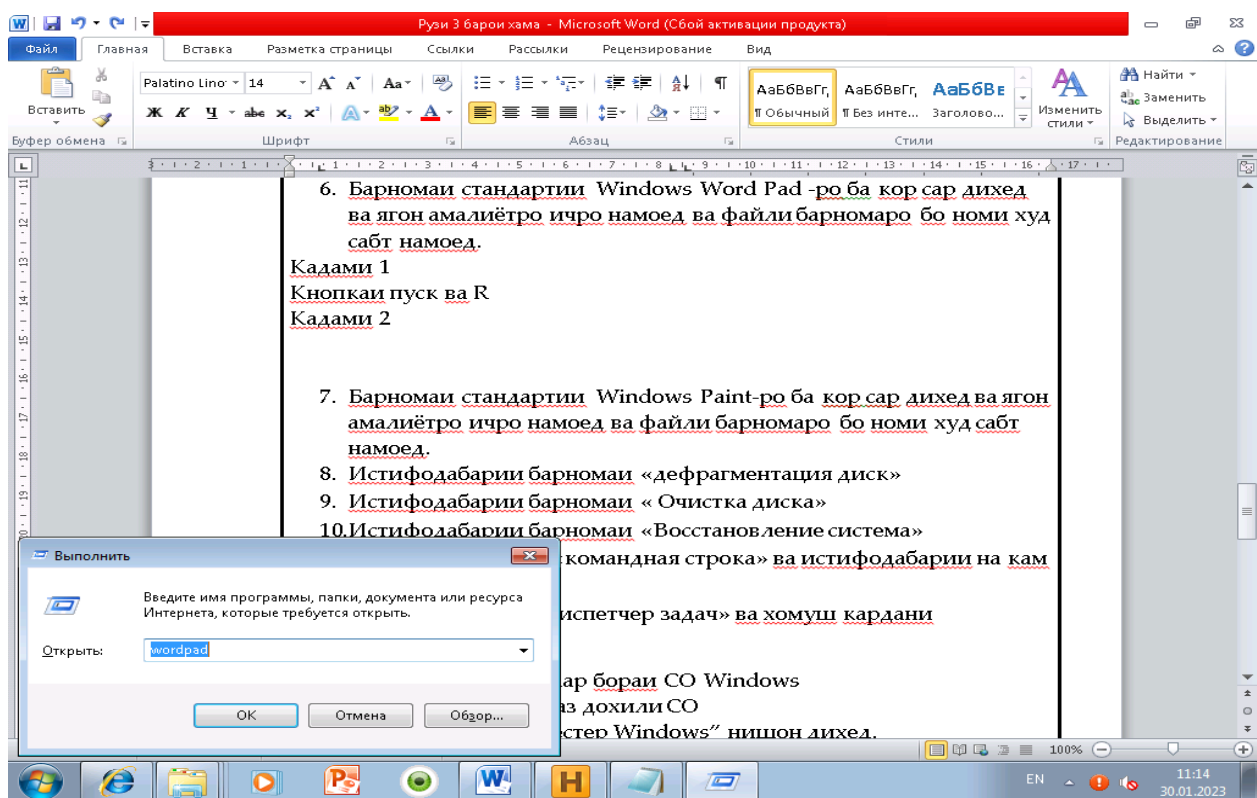 Рузи 3 барои хама - Microsoft Word (Сбой активации продукта)
Файл Главная Вставка Разметка страницы Ссылки Рассылки Рецензирование Вид
Вставить
Буфер обмена
Palatino Lino 14
Шрифт
Абзац
АаБбВвГг, АаБбВвГг, АаБбВв
¶ Обычный ¶ Без инте... Заголово...
Изменить стили
Стили
Найти
Заменить
Выделить
Редактирование
6. Барномаи стандартии Windows Word Pad -ро ба кор сар дихед
ва ягон амалиётро ичро намоед ва файли барномаро бо номи худ
сабт намоед.
Кадами 1
Кнопкаи пуск ва R
Кадами 2
7. Барномаи стандартии Windows Paint-ро ба кор сар дихед ва ягон
амалиётро ичро намоед ва файли барномаро бо номи худ сабт
намоед.
8. Истифодабарии барномаи «дефрагментация диск»
9. Истифодабарии барномаи « Очистка диска»
10.Истифодабарии барномаи «Восстановление система»
командная строка» ва истифодабарии на кам
испетчер задач» ва хомуш кардани
ар бораи СО Windows
аз дохили СО
стер Windows” нишон дихед.
Выполнить
Введите имя программы, папки, документа или ресурса
Интернета, которые требуется открыть.
Открыть: wordpad
ОК Отмена Обзор...
100%
EN 11:14
30.01.2023